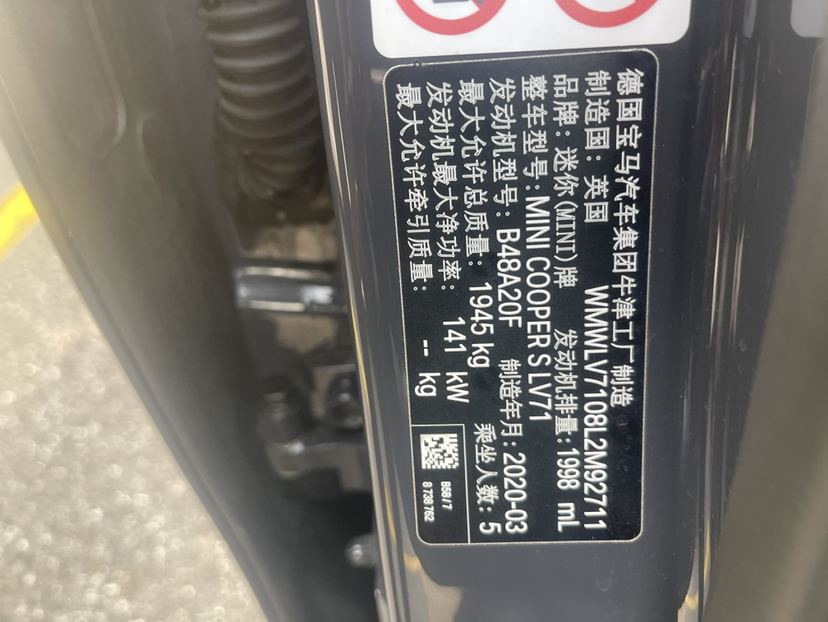 德国宝马汽车集团牛津工厂制造
制造国：英国 WMWLV7108L2M92711
品牌：迷你(MINI)牌 发动机排量:1998 mL
整车型号:MINI COOPER S LV71
发动机型号: B48A20F 制造年月: 2020-03
最大允许总质量: 1945 kg 乘坐人数: 5
发动机最大净功率: 141 kW
最大允许牵引质量: -- kg
B58/7
8 738 762